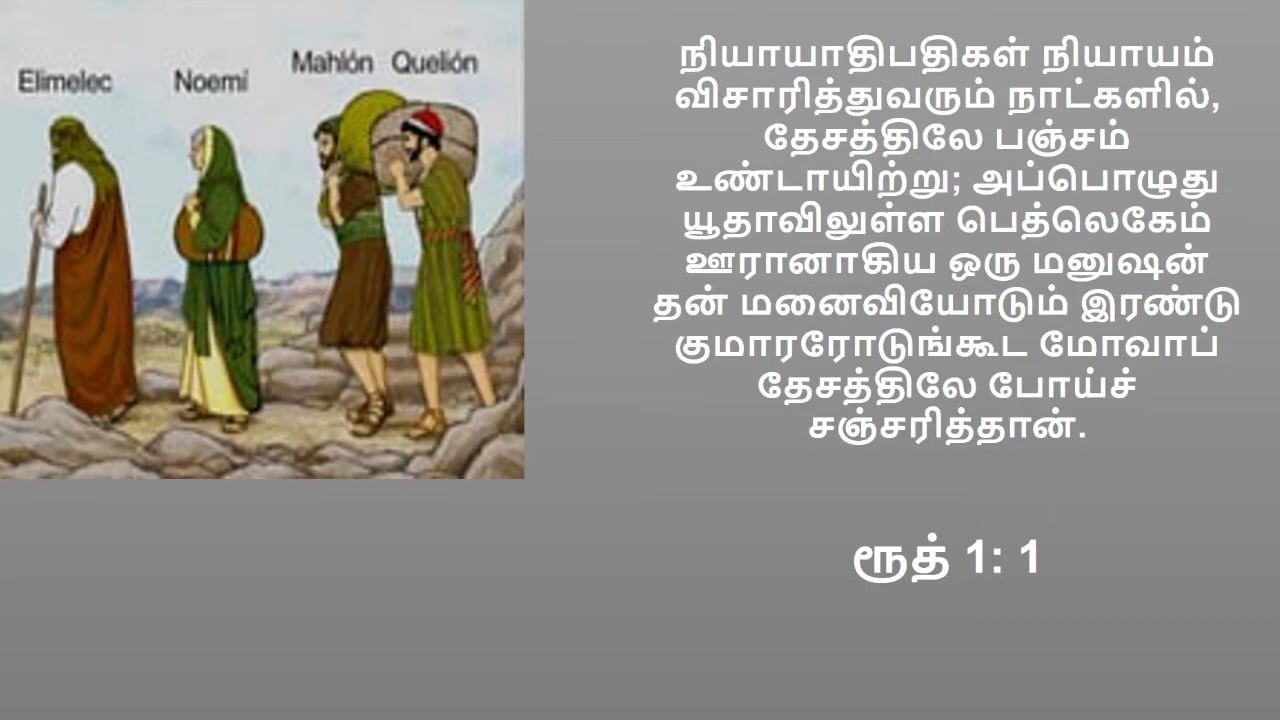 Elimelec Noemí Mahlón Quelión
நியாயாதிபதிகள் நியாயம்
விசாரித்துவரும் நாட்களில்,
தேசத்திலே பஞ்சம்
உண்டாயிற்று; அப்பொழுது
யூதாவிலுள்ள பெத்லெகேம்
ஊரானாகிய ஒரு மனுஷன்
தன் மனைவியோடும் இரண்டு
குமாரரோடுங்கூட மோவாப்
தேசத்திலே போய்ச்
சஞ்சரித்தான்.
ரூத் 1: 1